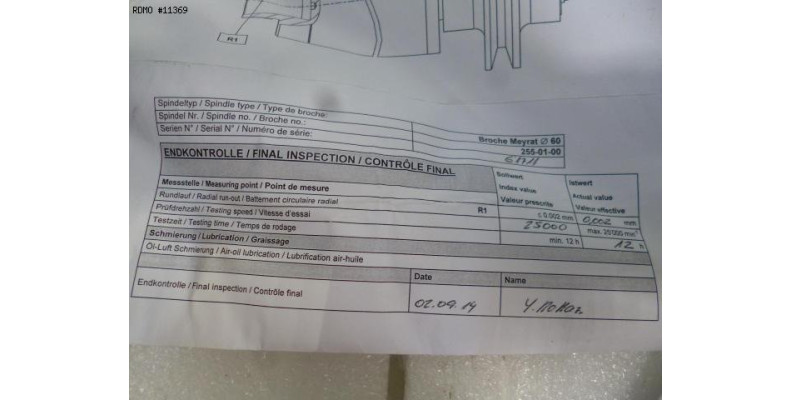 RDMO #11369
R1
Spindeltyp / Spindle type / Type de broche:
Spindel Nr. / Spindle no. / Broche no.: Broche Meyrat Ø 60
Serien N° / Serial N° / Numéro de série: 255-01-00
ENDKONTROLLE / FINAL INSPECTION / CONTRÔLE FINAL
Messstelle / Measuring point / Point de mesure Sollwert Index value Valeur prescrite Istwert Actual value Valeur effective
Rundlauf / Radial run-out / Battement circulaire radial R1 ≤ 0.002 mm 0,002 mm
Prüfdrehzahl / Testing speed / Vitesse d'essai 25000 max. 25'000 min⁻¹
Testzeit / Testing time / Temps de rodage min. 12 h 12 h
Schmierung / Lubrication / Graissage
Öl-Luft Schmierung / Air-oil lubrication / Lubrification air-huile
Date Name
Endkontrolle / Final inspection / Contrôle final 02.09.14